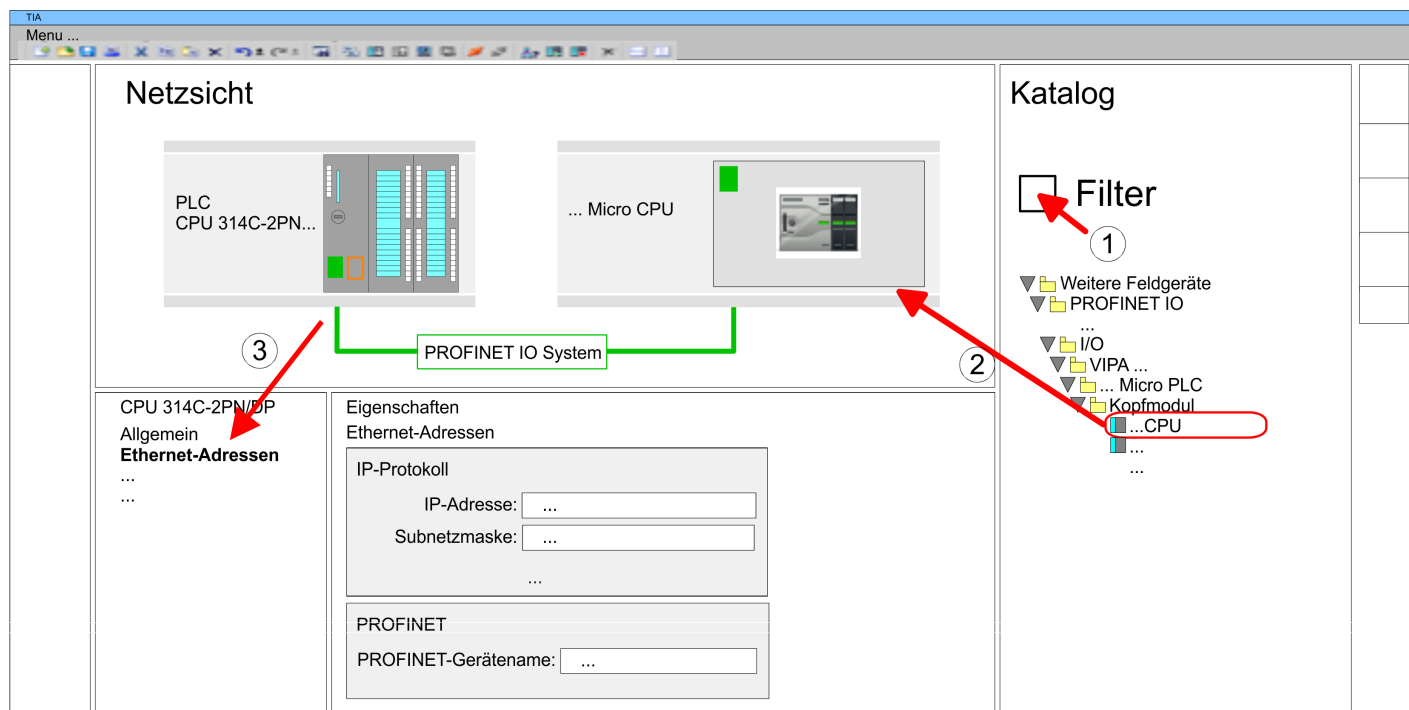 TIA
Menu ...
Netzsicht
PLC
CPU 314C-2PN...
... Micro CPU
PROFINET IO System
3
2
Katalog
Filter
1
Weitere Feldgeräte
PROFINET IO
...
I/O
VIPA ...
... Micro PLC
Kopfmodul
...CPU
...
...
CPU 314C-2PN/DP
Allgemein
Ethernet-Adressen
...
...
Eigenschaften
Ethernet-Adressen
IP-Protokoll
IP-Adresse: ...
Subnetzmaske: ...
...
PROFINET
PROFINET-Gerätename: ...